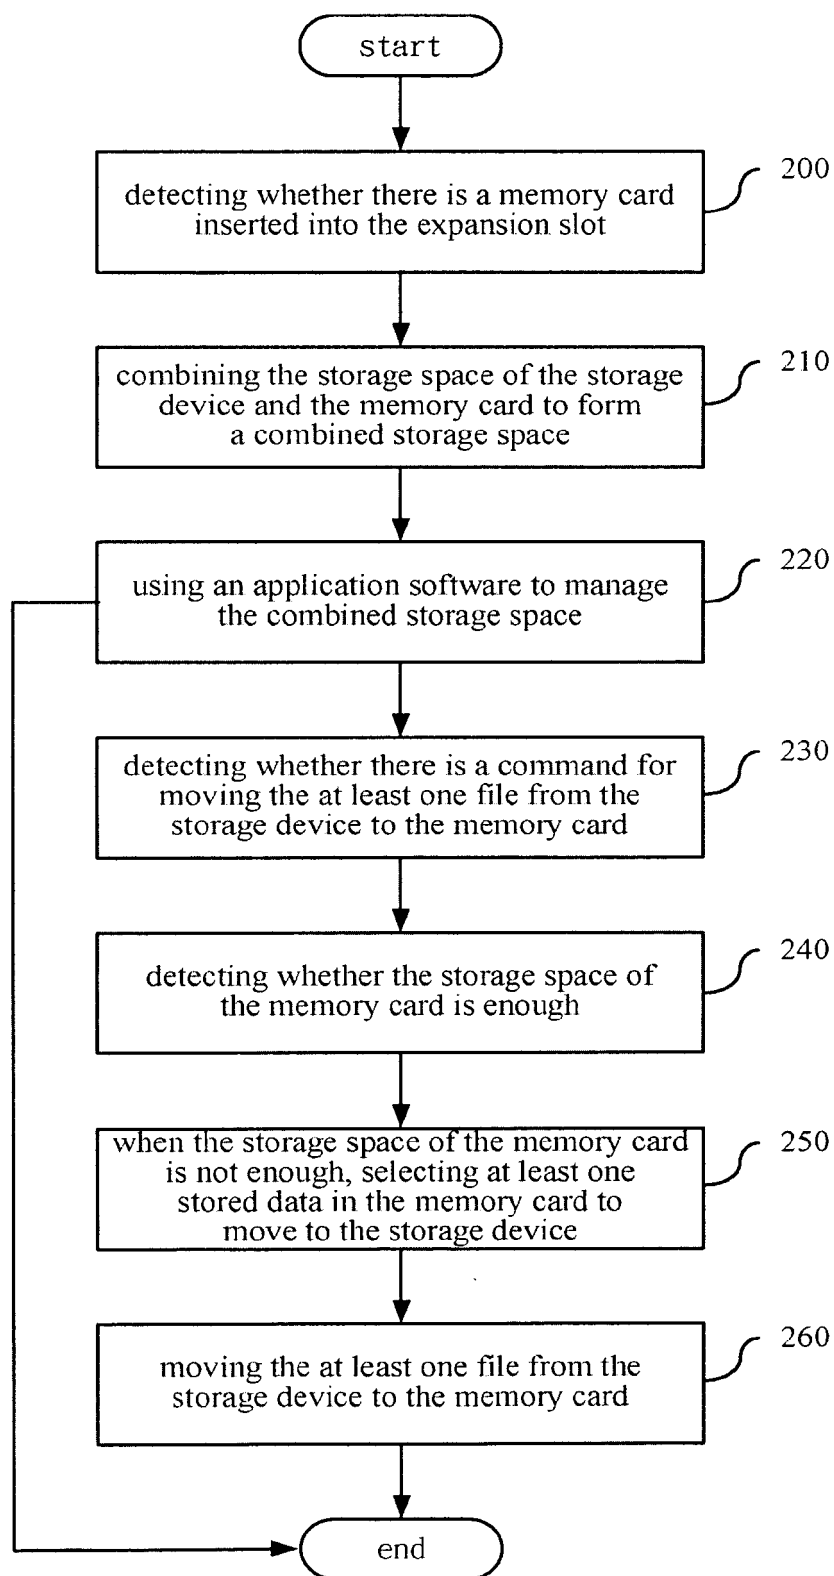 start
200
detecting whether there is a memory card
inserted into the expansion slot
210
combining the storage space of the storage
device and the memory card to form
a combined storage space
220
using an application software to manage
the combined storage space
230
detecting whether there is a command for
moving the at least one file from the
storage device to the memory card
240
detecting whether the storage space of
the memory card is enough
250
when the storage space of the memory card
is not enough, selecting at least one
stored data in the memory card to
move to the storage device
260
moving the at least one file from the
storage device to the memory card
end